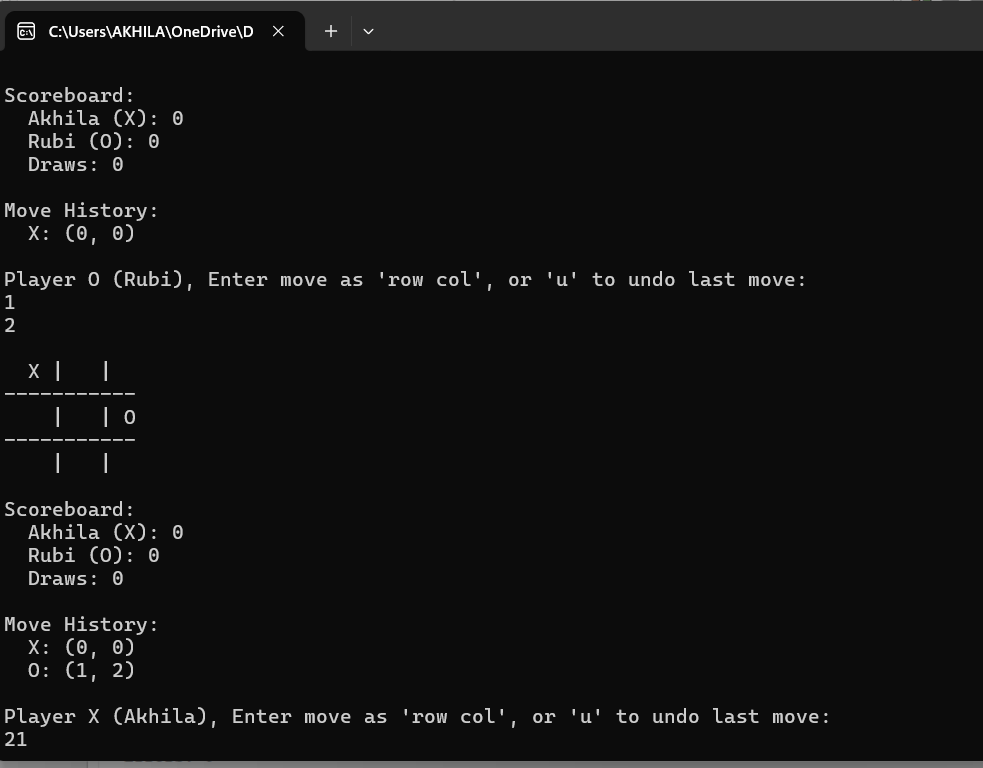 C:\Users\AKHILA\OneDrive\D
Scoreboard:
  Akhila (X): 0
  Rubi (O): 0
  Draws: 0
Move History:
  X: (0, 0)
Player O (Rubi), Enter move as 'row col', or 'u' to undo last move:
1
2
  X |   |
-----------
    |   | O
-----------
    |   |
Scoreboard:
  Akhila (X): 0
  Rubi (O): 0
  Draws: 0
Move History:
  X: (0, 0)
  O: (1, 2)
Player X (Akhila), Enter move as 'row col', or 'u' to undo last move:
21